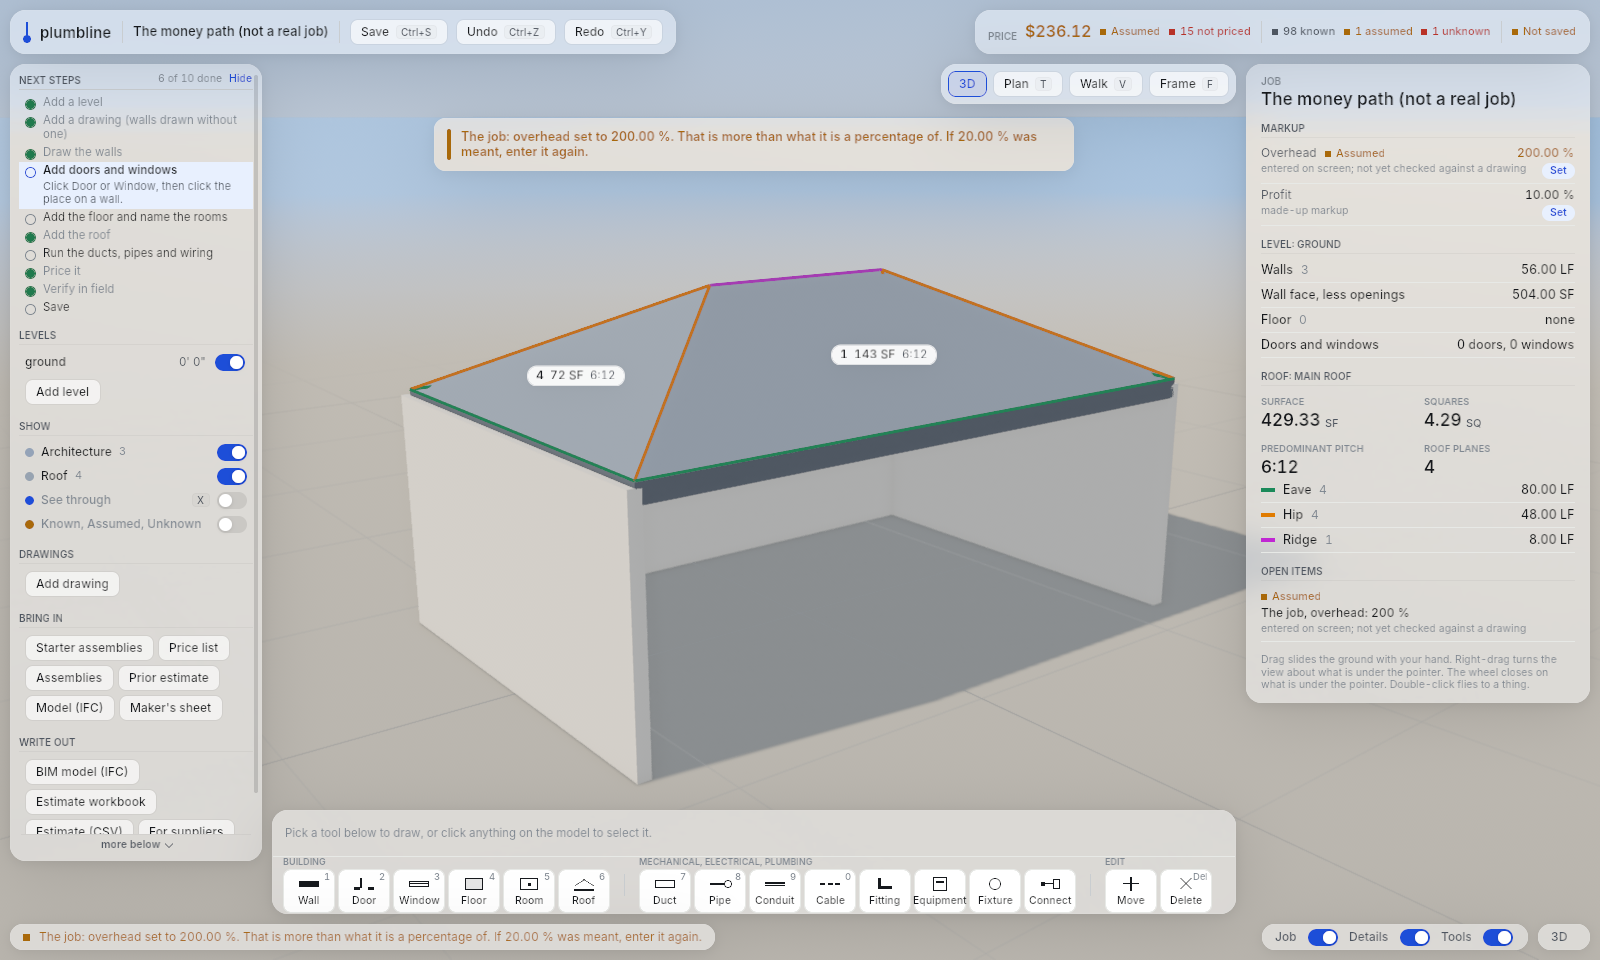 plumbline
The money path (not a real job)
Save Ctrl+S
Undo Ctrl+Z
Redo Ctrl+Y
PRICE $236.12 Assumed 15 not priced 98 known 1 assumed 1 unknown Not saved
NEXT STEPS 6 of 10 done Hide
Add a level
Add a drawing (walls drawn without
one)
Draw the walls
Add doors and windows
Click Door or Window, then click the
place on a wall.
Add the floor and name the rooms
Add the roof
Run the ducts, pipes and wiring
Price it
Verify in field
Save
LEVELS
ground 0' 0"
Add level
SHOW
Architecture 3
Roof 4
See through X
Known, Assumed, Unknown
DRAWINGS
Add drawing
BRING IN
Starter assemblies Price list
Assemblies Prior estimate
Model (IFC) Maker's sheet
WRITE OUT
BIM model (IFC)
Estimate workbook
Estimate (CSV) For suppliers
more below
3D Plan T Walk V Frame F
The job: overhead set to 200.00 %. That is more than what it is a percentage of. If 20.00 % was
meant, enter it again.
4 72 SF 6:12
1 143 SF 6:12
JOB
The money path (not a real job)
MARKUP
Overhead Assumed 200.00 %
entered on screen; not yet checked against a drawing Set
Profit 10.00 %
made-up markup Set
LEVEL: GROUND
Walls 3 56.00 LF
Wall face, less openings 504.00 SF
Floor 0 none
Doors and windows 0 doors, 0 windows
ROOF: MAIN ROOF
SURFACE SQUARES
429.33 SF 4.29 SQ
PREDOMINANT PITCH ROOF PLANES
6:12 4
Eave 4 80.00 LF
Hip 4 48.00 LF
Ridge 1 8.00 LF
OPEN ITEMS
Assumed
The job, overhead: 200 %
entered on screen; not yet checked against a drawing
Drag slides the ground with your hand. Right-drag turns the
view about what is under the pointer. The wheel closes on
what is under the pointer. Double-click flies to a thing.
Pick a tool below to draw, or click anything on the model to select it.
BUILDING MECHANICAL, ELECTRICAL, PLUMBING EDIT
1 2 3 4 5 6 7 8 9 0 Del
Wall Door Window Floor Room Roof Duct Pipe Conduit Cable Fitting Equipment Fixture Connect Move Delete
The job: overhead set to 200.00 %. That is more than what it is a percentage of. If 20.00 % was meant, enter it again.
Job Details Tools 3D